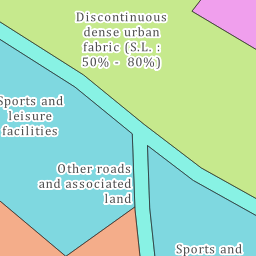 Discontinuous
dense urban
fabric (S.L. :
50% - 80%)
Sports and
leisure
facilities
Other roads
and associated
land
Sports and